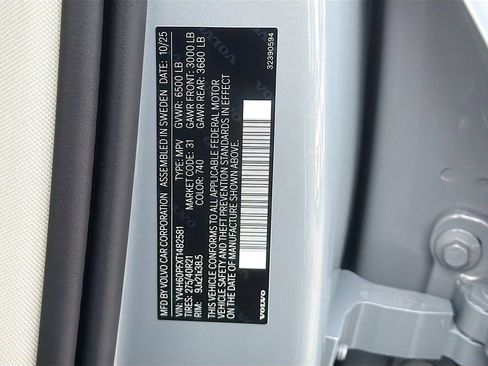 MFD BY VOLVO CAR CORPORATION ASSEMBLED IN SWEDEN DATE: 10/25
GVWR: 6500 LB
GAWR FRONT: 3000 LB
GAWR REAR: 3680 LB
VIN: YV4H60PFXT1482581 TYPE: MPV
TIRES: 275/40R21 MARKET CODE: 31
RIM: 9Jx21x38.5 COLOR: 740
THIS VEHICLE CONFORMS TO ALL APPLICABLE FEDERAL MOTOR
VEHICLE SAFETY AND THEFT PREVENTION STANDARDS IN EFFECT ON THE
DATE OF MANUFACTURE SHOWN ABOVE.
32390594
VOLVO